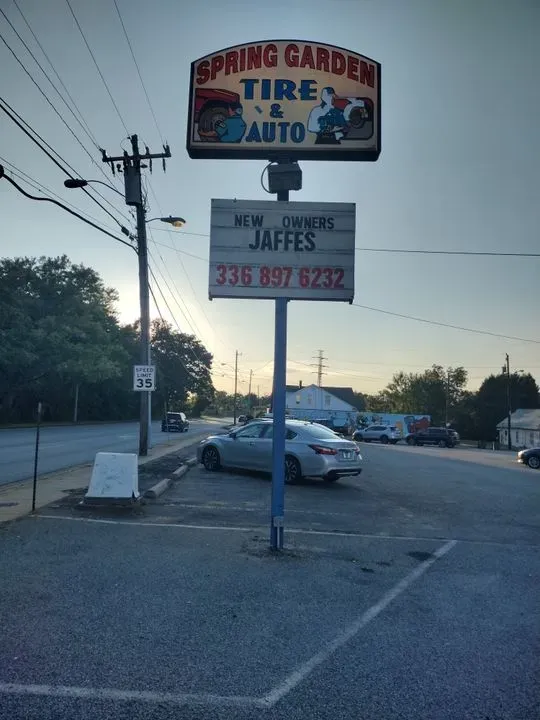 SPRING GARDEN
TIRE
&
AUTO
NEW OWNERS
JAFFES
336 897 6232
SPEED
LIMIT
35